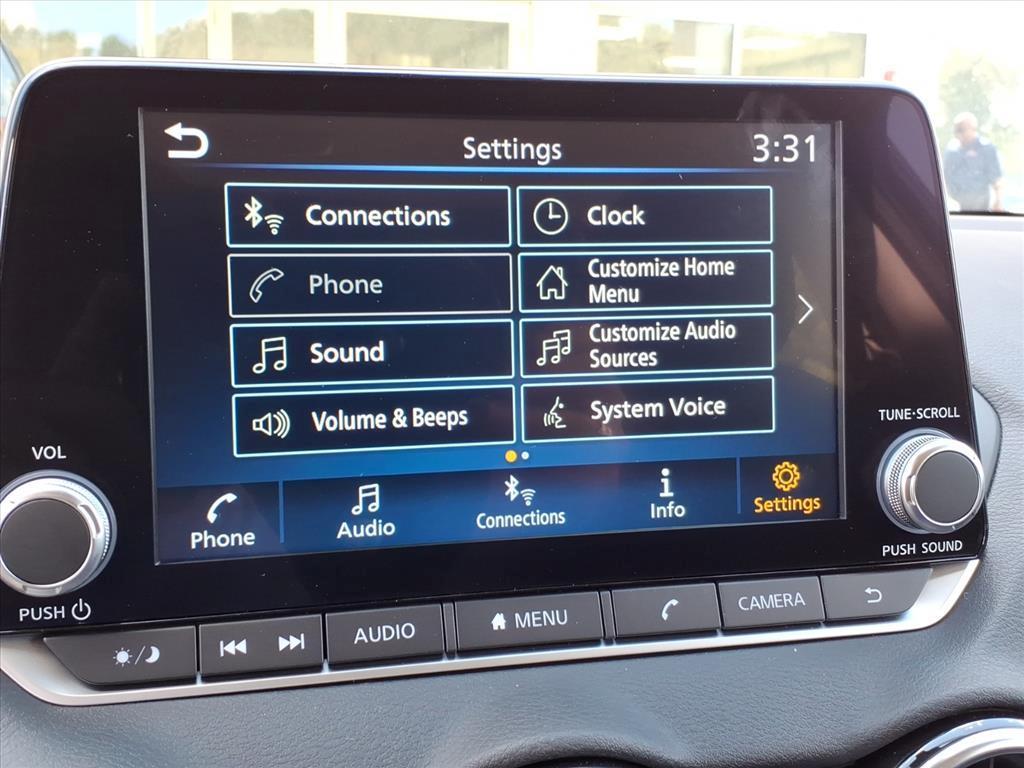 Settings
3:31
Connections
Clock
Phone
Customize Home
Menu
Sound
Customize Audio
Sources
Volume & Beeps
System Voice
Phone
Audio
Connections
Info
Settings
VOL
PUSH
TUNE·SCROLL
PUSH SOUND
AUDIO
MENU
CAMERA